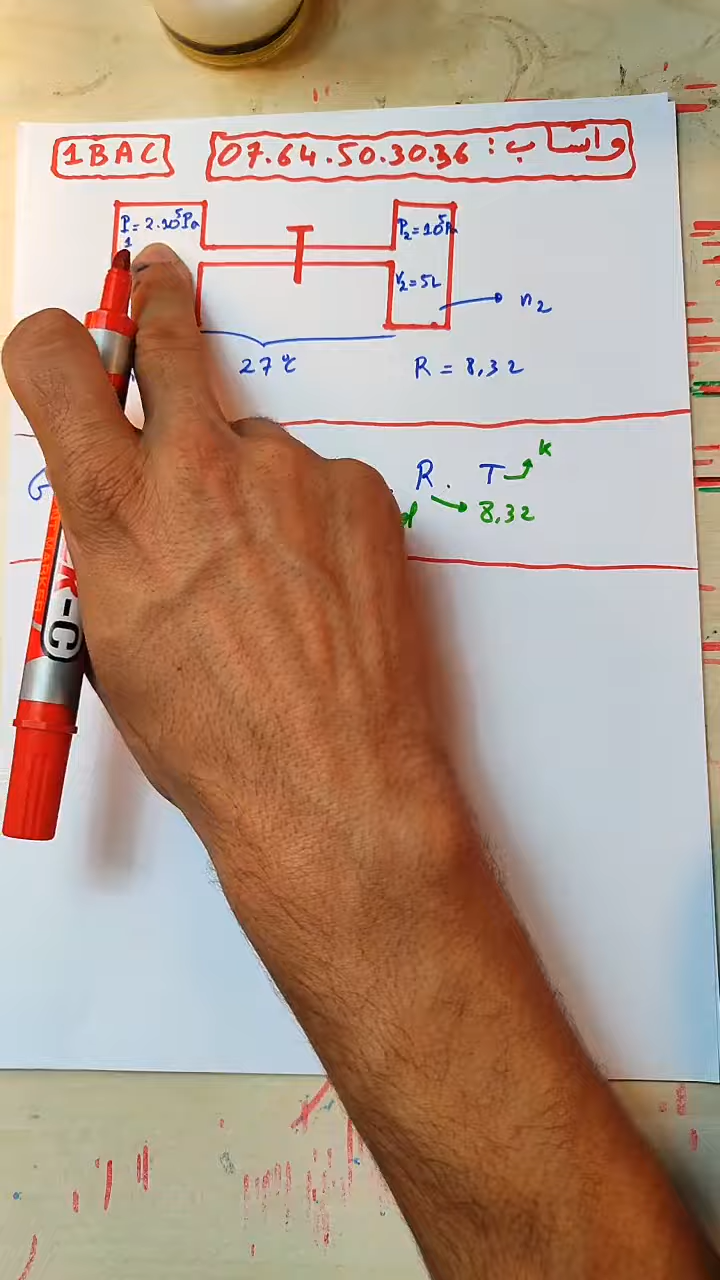 1BAC
واتساب : 07.64.50.30.36
P1 = 2.10⁵Pa
P₂ = 10⁵Pa
V₂ = 5L
n₂
27°C
R = 8,32
G
. R . T → K
→ 8,32
-C